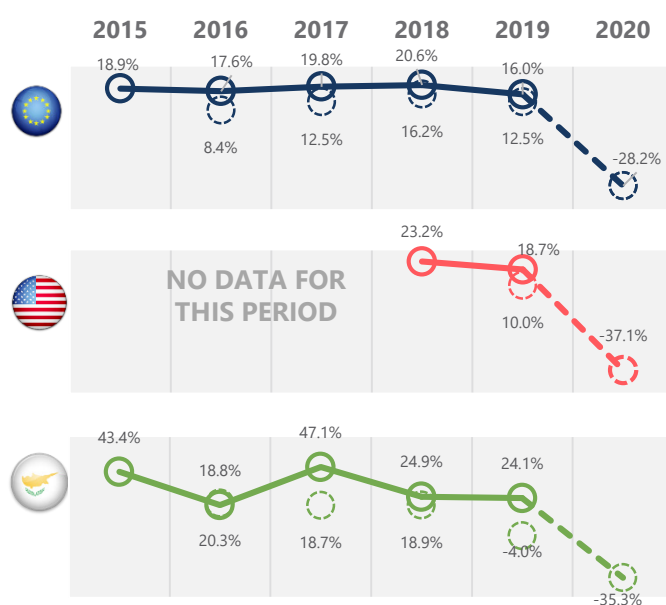 2015 2016 2017 2018 2019 2020
18.9% 17.6% 19.8% 20.6% 16.0%
8.4% 12.5% 16.2% 12.5% -28.2%
23.2% 18.7%
NO DATA FOR
THIS PERIOD
10.0% -37.1%
43.4% 18.8% 47.1% 24.9% 24.1%
20.3% 18.7% 18.9% -4.0%
-35.3%